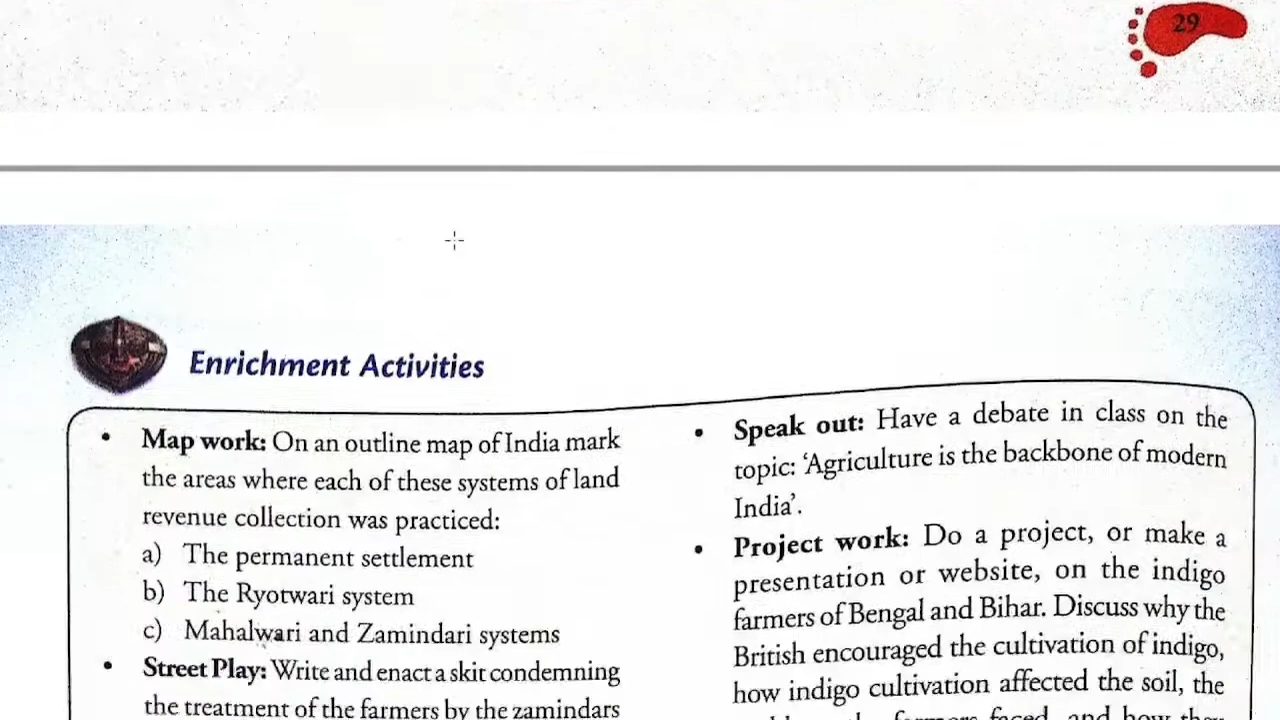 29
Enrichment Activities
• Map work: On an outline map of India mark
the areas where each of these systems of land
revenue collection was practiced:
a) The permanent settlement
b) The Ryotwari system
c) Mahalwari and Zamindari systems
• Street Play: Write and enact a skit condemning
the treatment of the farmers by the zamindars
• Speak out: Have a debate in class on the
topic: ‘Agriculture is the backbone of modern
India’.
• Project work: Do a project, or make a
presentation or website, on the indigo
farmers of Bengal and Bihar. Discuss why the
British encouraged the cultivation of indigo,
how indigo cultivation affected the soil, the
farmers faced, and how they